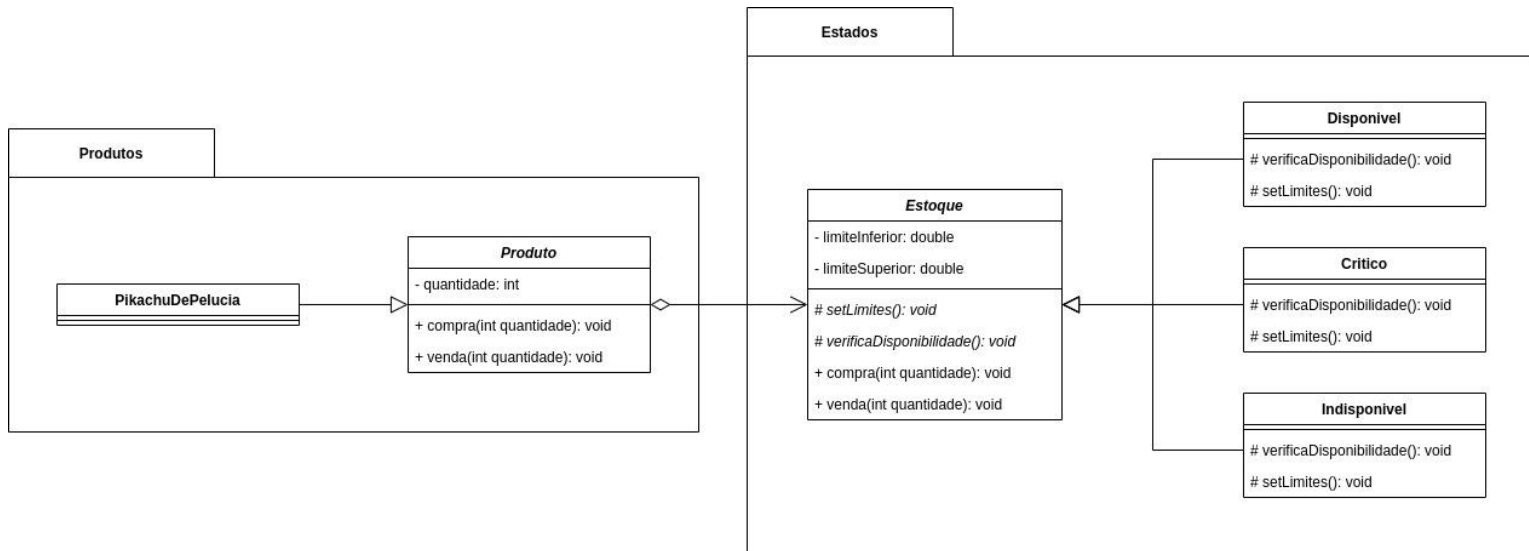 Produtos
PikachuDePelucia
Produto
- quantidade: int
+ compra(int quantidade): void
+ venda(int quantidade): void
Estados
Estoque
- limiteInferior: double
- limiteSuperior: double
# setLimites(): void
# verificaDisponibilidade(): void
+ compra(int quantidade): void
+ venda(int quantidade): void
Disponivel
# verificaDisponibilidade(): void
# setLimites(): void
Critico
# verificaDisponibilidade(): void
# setLimites(): void
Indisponivel
# verificaDisponibilidade(): void
# setLimites(): void